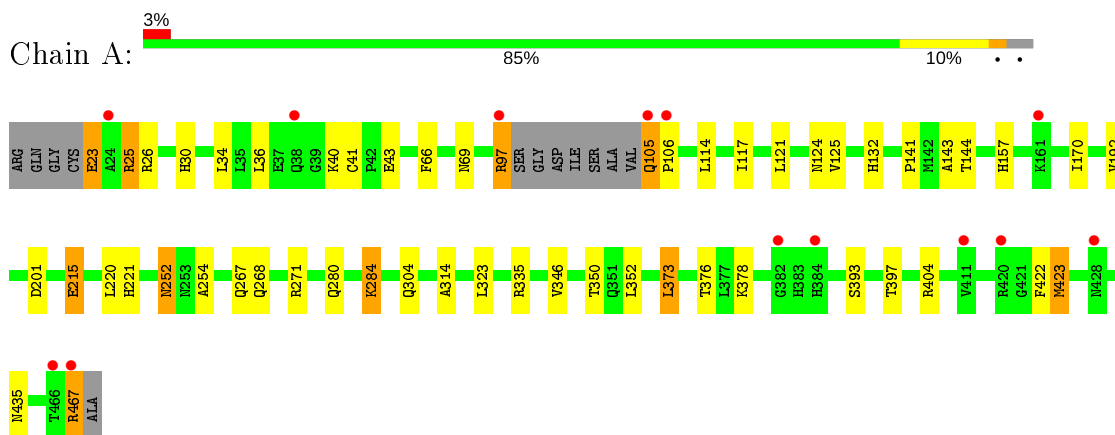 3%
Chain A:
85% 10% • •
ARG GLN GLY CYS E23 A24 R25 R26 H30 L34 L35 L36 E37 Q38 G39 K40 C41 P42 E43 F66 N69 R97 SER GLY ASP ILE SER ALA VAL Q105 P106 L114 I117 L121 N124 V125 H132 P141 M142 A143 T144 H157 K161 I170
D201 E215 L220 H221 N252 N253 A254 Q267 Q268 R271 Q280 K284 Q304 A314 L323 R335 V346 T350 Q351 L352 L373 T376 L377 K378 G382 H383 H384 S393 T397 R404 V411 R420 G421 F422 M423 N428
N435 T466 R467 ALA